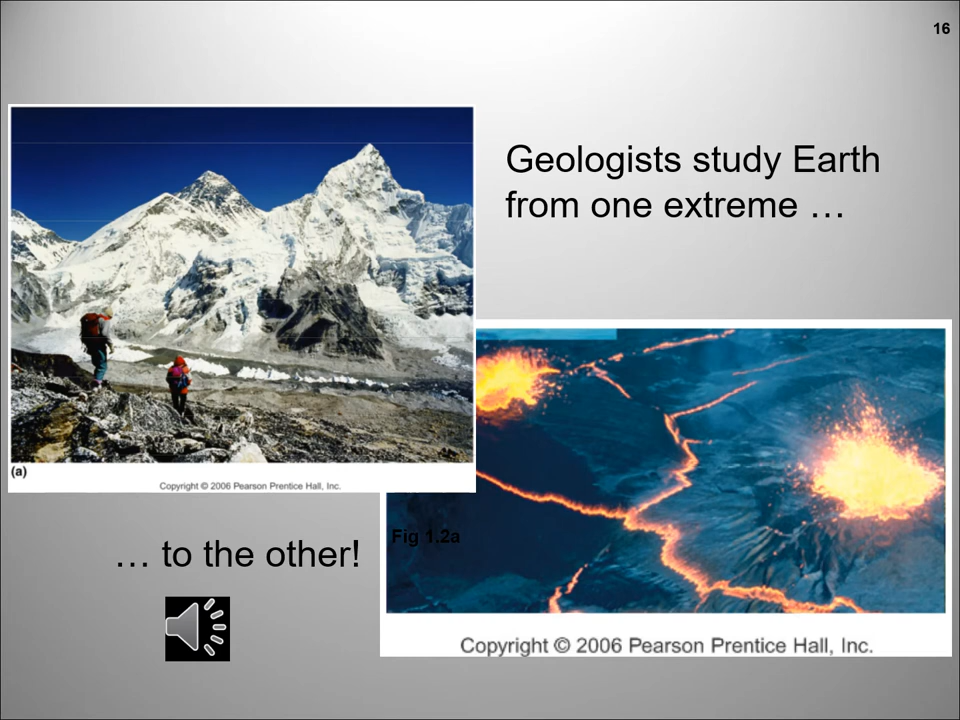 16
Geologists study Earth
from one extreme …
(a)
Copyright © 2006 Pearson Prentice Hall, Inc.
Fig 1.2a
… to the other!
Copyright © 2006 Pearson Prentice Hall, Inc.